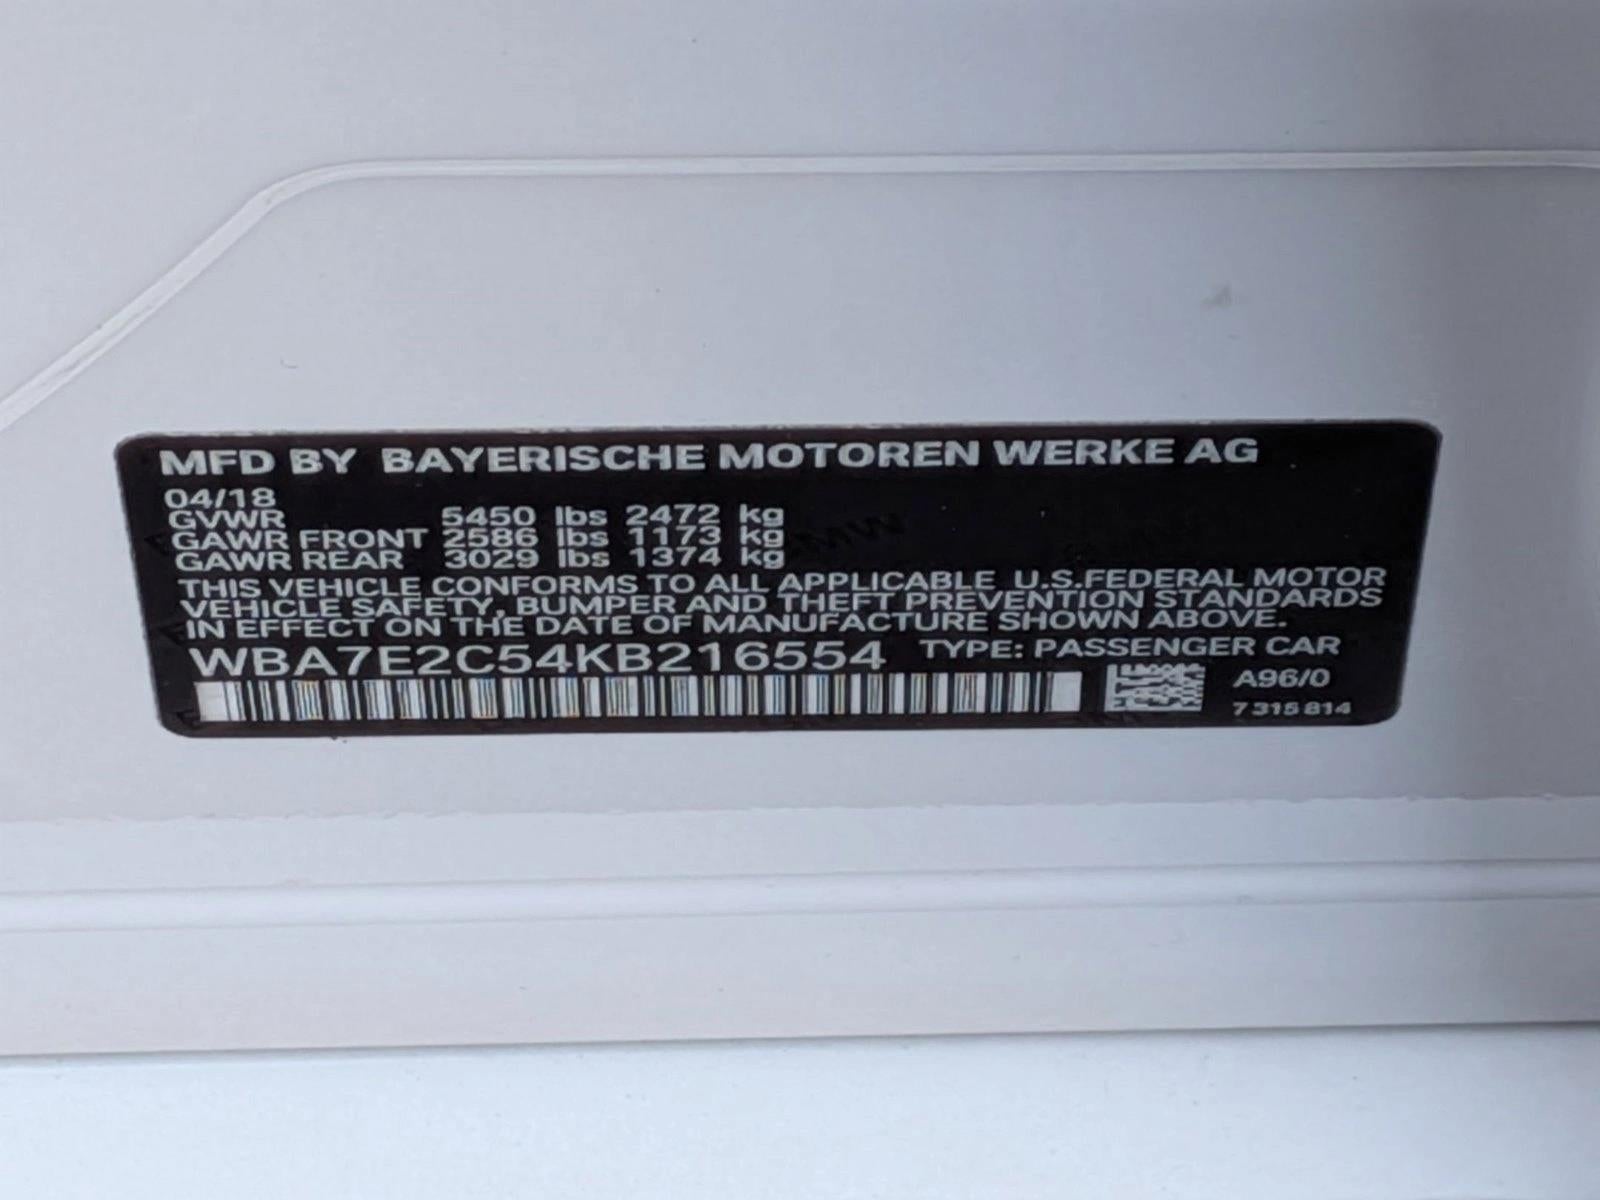 MFD BY BAYERISCHE MOTOREN WERKE AG
04/18
GVWR 5450 lbs 2472 kg
GAWR FRONT 2586 lbs 1173 kg
GAWR REAR 3029 lbs 1374 kg
THIS VEHICLE CONFORMS TO ALL APPLICABLE U.S.FEDERAL MOTOR
VEHICLE SAFETY, BUMPER AND THEFT PREVENTION STANDARDS
IN EFFECT ON THE DATE OF MANUFACTURE SHOWN ABOVE.
WBA7E2C54KB216554 TYPE: PASSENGER CAR
A96/0
7 315 814